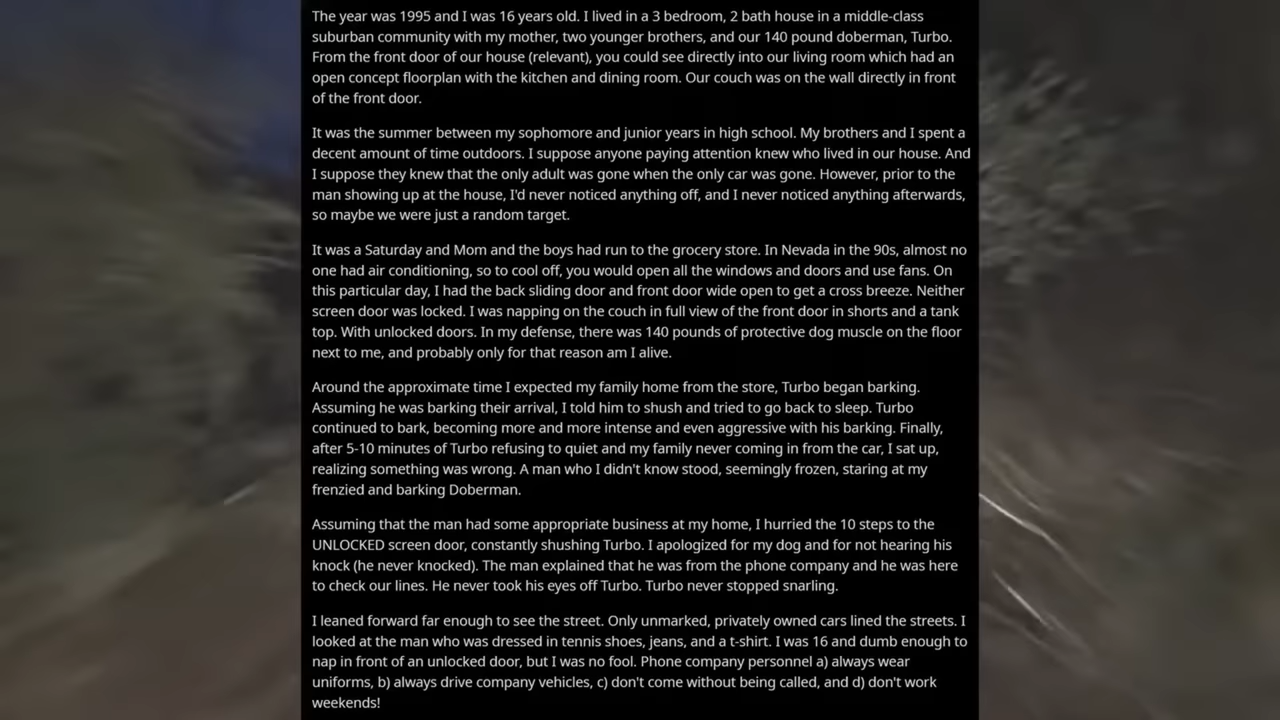 The year was 1995 and I was 16 years old. I lived in a 3 bedroom, 2 bath house in a middle-class
suburban community with my mother, two younger brothers, and our 140 pound doberman, Turbo.
From the front door of our house (relevant), you could see directly into our living room which had an
open concept floorplan with the kitchen and dining room. Our couch was on the wall directly in front
of the front door.
It was the summer between my sophomore and junior years in high school. My brothers and I spent a
decent amount of time outdoors. I suppose anyone paying attention knew who lived in our house. And
I suppose they knew that the only adult was gone when the only car was gone. However, prior to the
man showing up at the house, I'd never noticed anything off, and I never noticed anything afterwards,
so maybe we were just a random target.
It was a Saturday and Mom and the boys had run to the grocery store. In Nevada in the 90s, almost no
one had air conditioning, so to cool off, you would open all the windows and doors and use fans. On
this particular day, I had the back sliding door and front door wide open to get a cross breeze. Neither
screen door was locked. I was napping on the couch in full view of the front door in shorts and a tank
top. With unlocked doors. In my defense, there was 140 pounds of protective dog muscle on the floor
next to me, and probably only for that reason am I alive.
Around the approximate time I expected my family home from the store, Turbo began barking.
Assuming he was barking their arrival, I told him to shush and tried to go back to sleep. Turbo
continued to bark, becoming more and more intense and even aggressive with his barking. Finally,
after 5-10 minutes of Turbo refusing to quiet and my family never coming in from the car, I sat up,
realizing something was wrong. A man who I didn't know stood, seemingly frozen, staring at my
frenzied and barking Doberman.
Assuming that the man had some appropriate business at my home, I hurried the 10 steps to the
UNLOCKED screen door, constantly shushing Turbo. I apologized for my dog and for not hearing his
knock (he never knocked). The man explained that he was from the phone company and he was here
to check our lines. He never took his eyes off Turbo. Turbo never stopped snarling.
I leaned forward far enough to see the street. Only unmarked, privately owned cars lined the streets. I
looked at the man who was dressed in tennis shoes, jeans, and a t-shirt. I was 16 and dumb enough to
nap in front of an unlocked door, but I was no fool. Phone company personnel a) always wear
uniforms, b) always drive company vehicles, c) don't come without being called, and d) don't work
weekends!